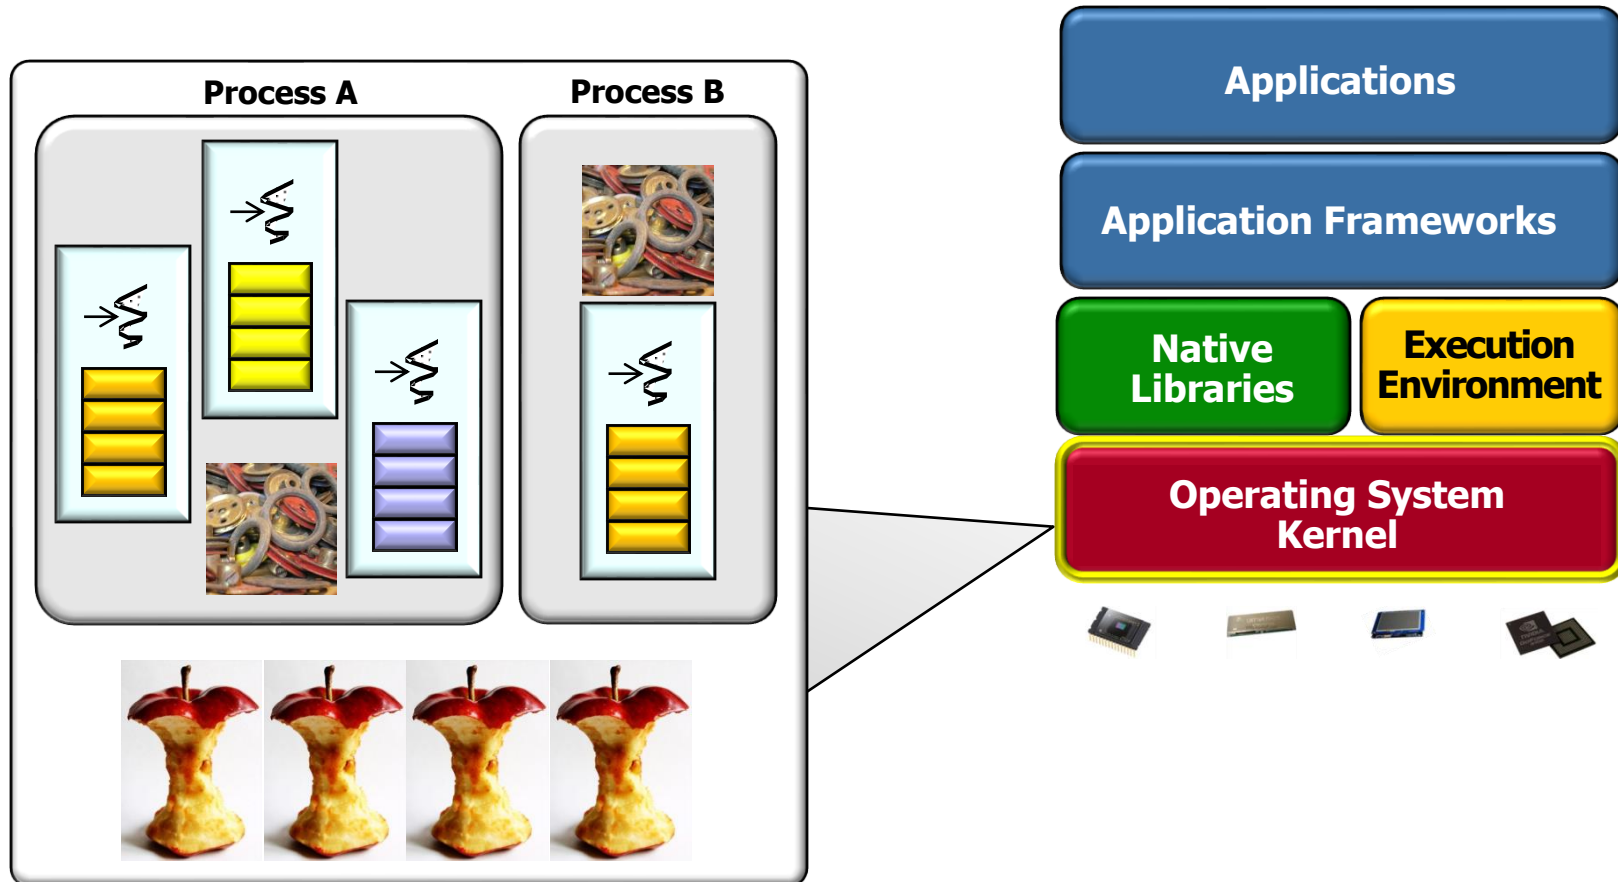 Process A
Process B
Applications
Application Frameworks
Native
Libraries
Execution
Environment
Operating System
Kernel